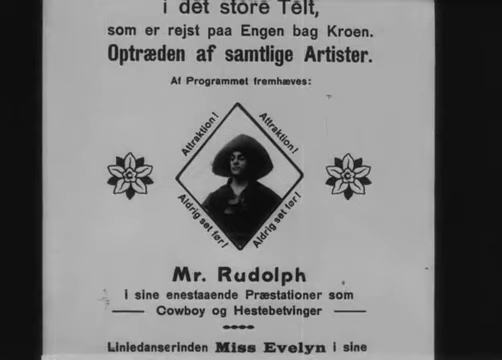 i det store Telt,
som er rejst paa Engen bag Kroen.
Optræden af samtlige Artister.
Af Programmet fremhæves:
Attraktion! Attraktion!
Aldrig set før! Aldrig set før!
Mr. Rudolph
i sine enestaaende Præstationer som
Cowboy og Hestebetvinger
Liniedanserinden Miss Evelyn i sine